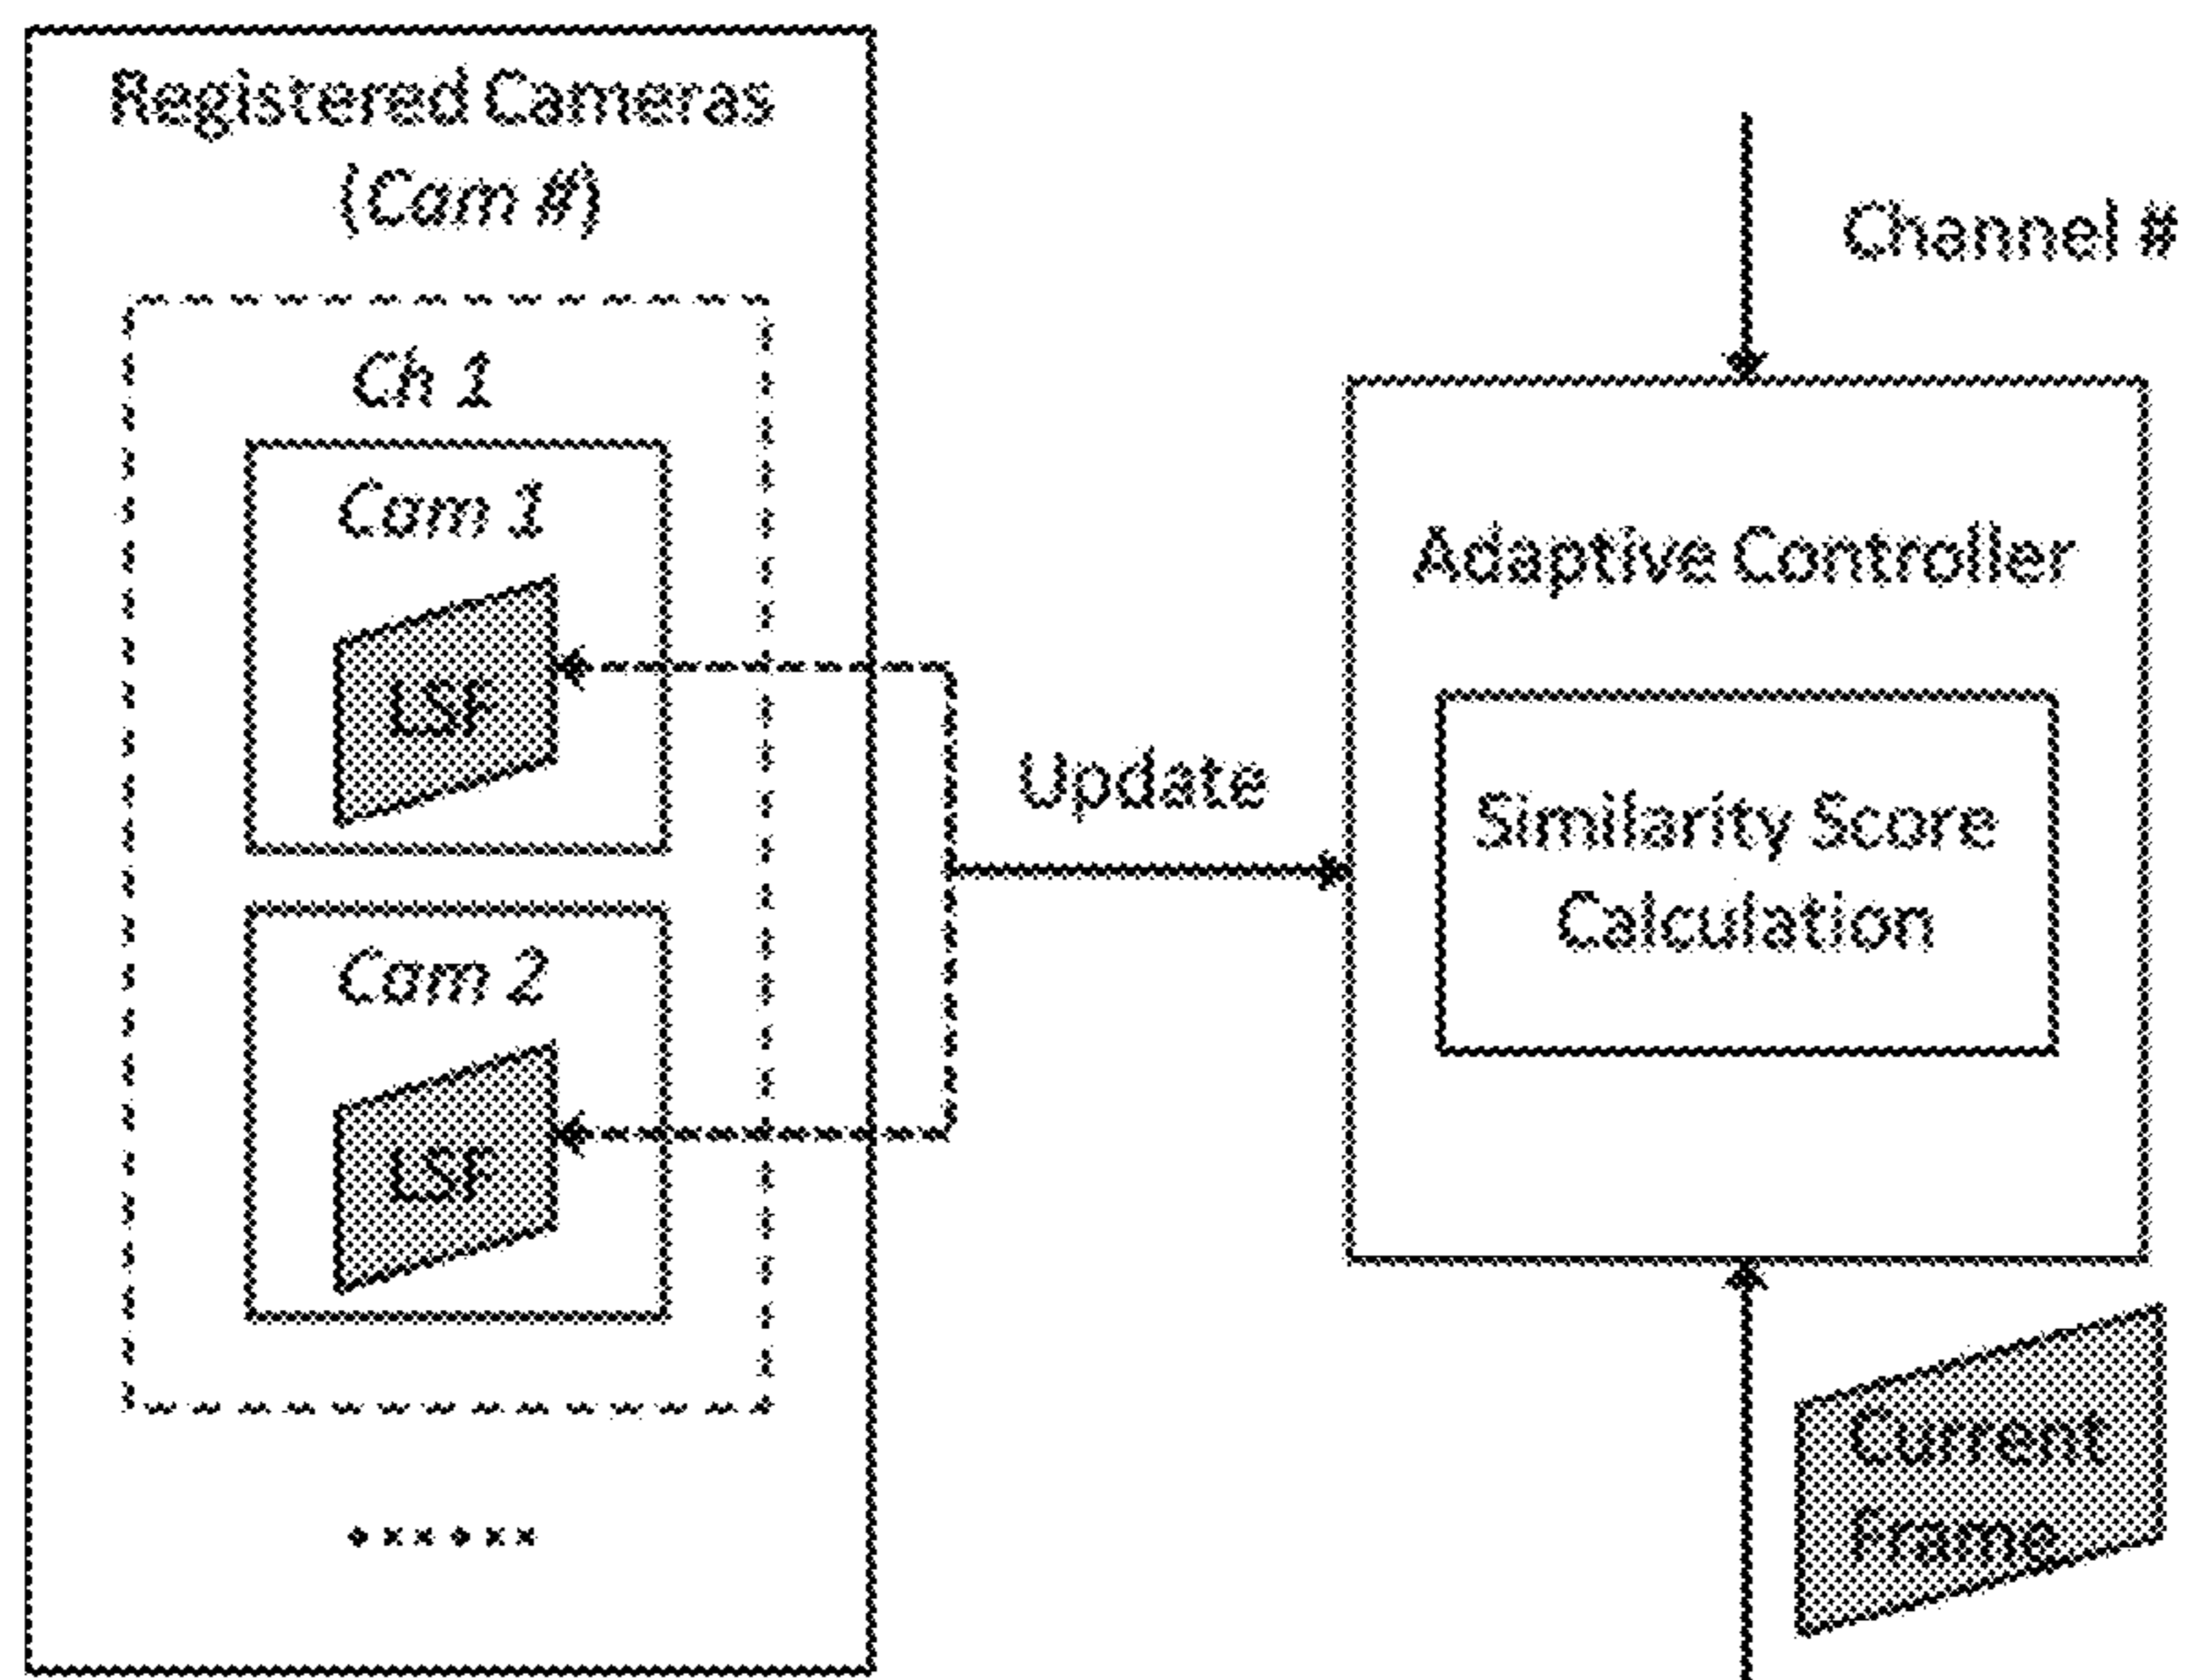 Registered Cameras
(Cam #)
Ch 1
Cam 1
LSF
Cam 2
LSF
......
Update
Channel #
Adaptive Controller
Similarity Score
Calculation
Current
Frame